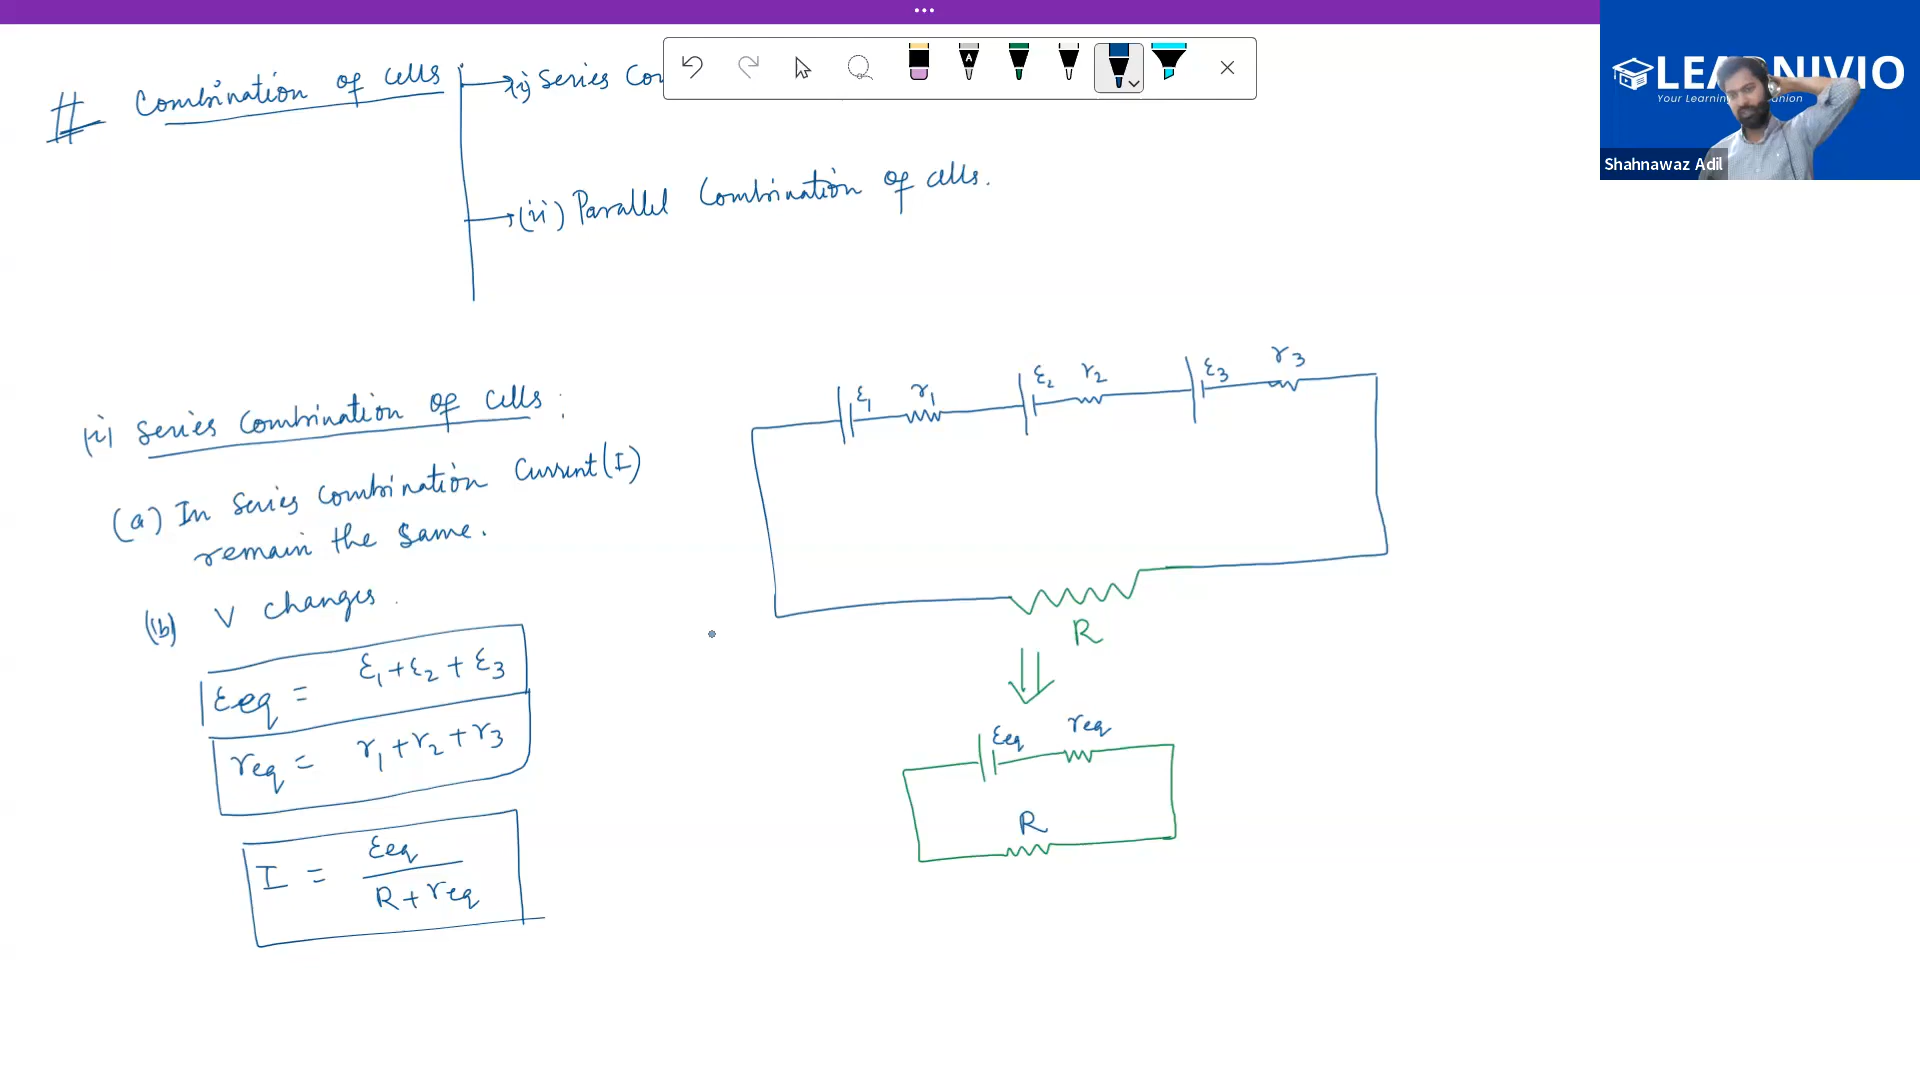 # Combination of cells
(i) Series Co
(ii) Parallel Combination of cells.
LEARNIVIO
Your Learning
Shahnawaz Adil
(i) Series Combination of cells :
(a) In series combination current (I)
remain the same.
(b) V changes.
εeq = ε1 + ε2 + ε3
req = r1 + r2 + r3
I = εeq / R + req
ε1 r1 ε2 r2 ε3 r3
R
εeq req
R